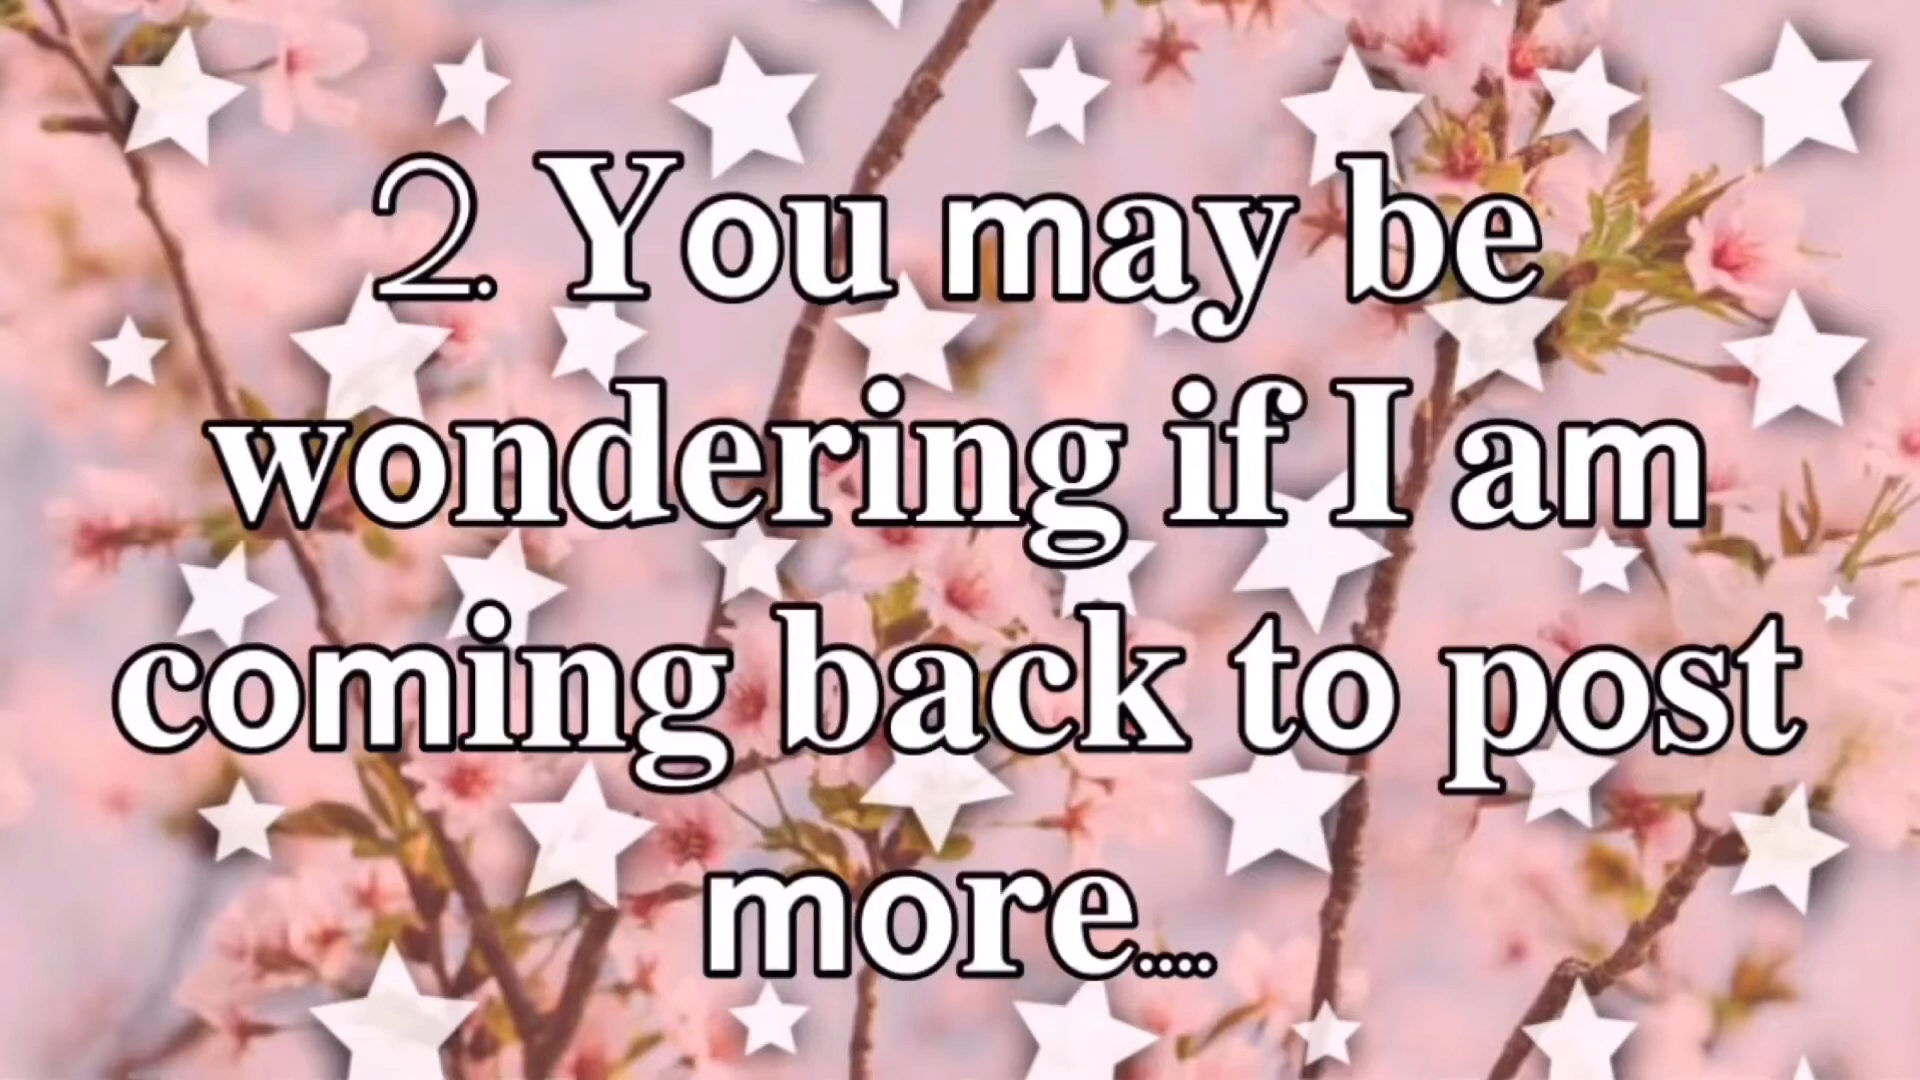 2. You may be
wondering if I am
coming back to post
more....